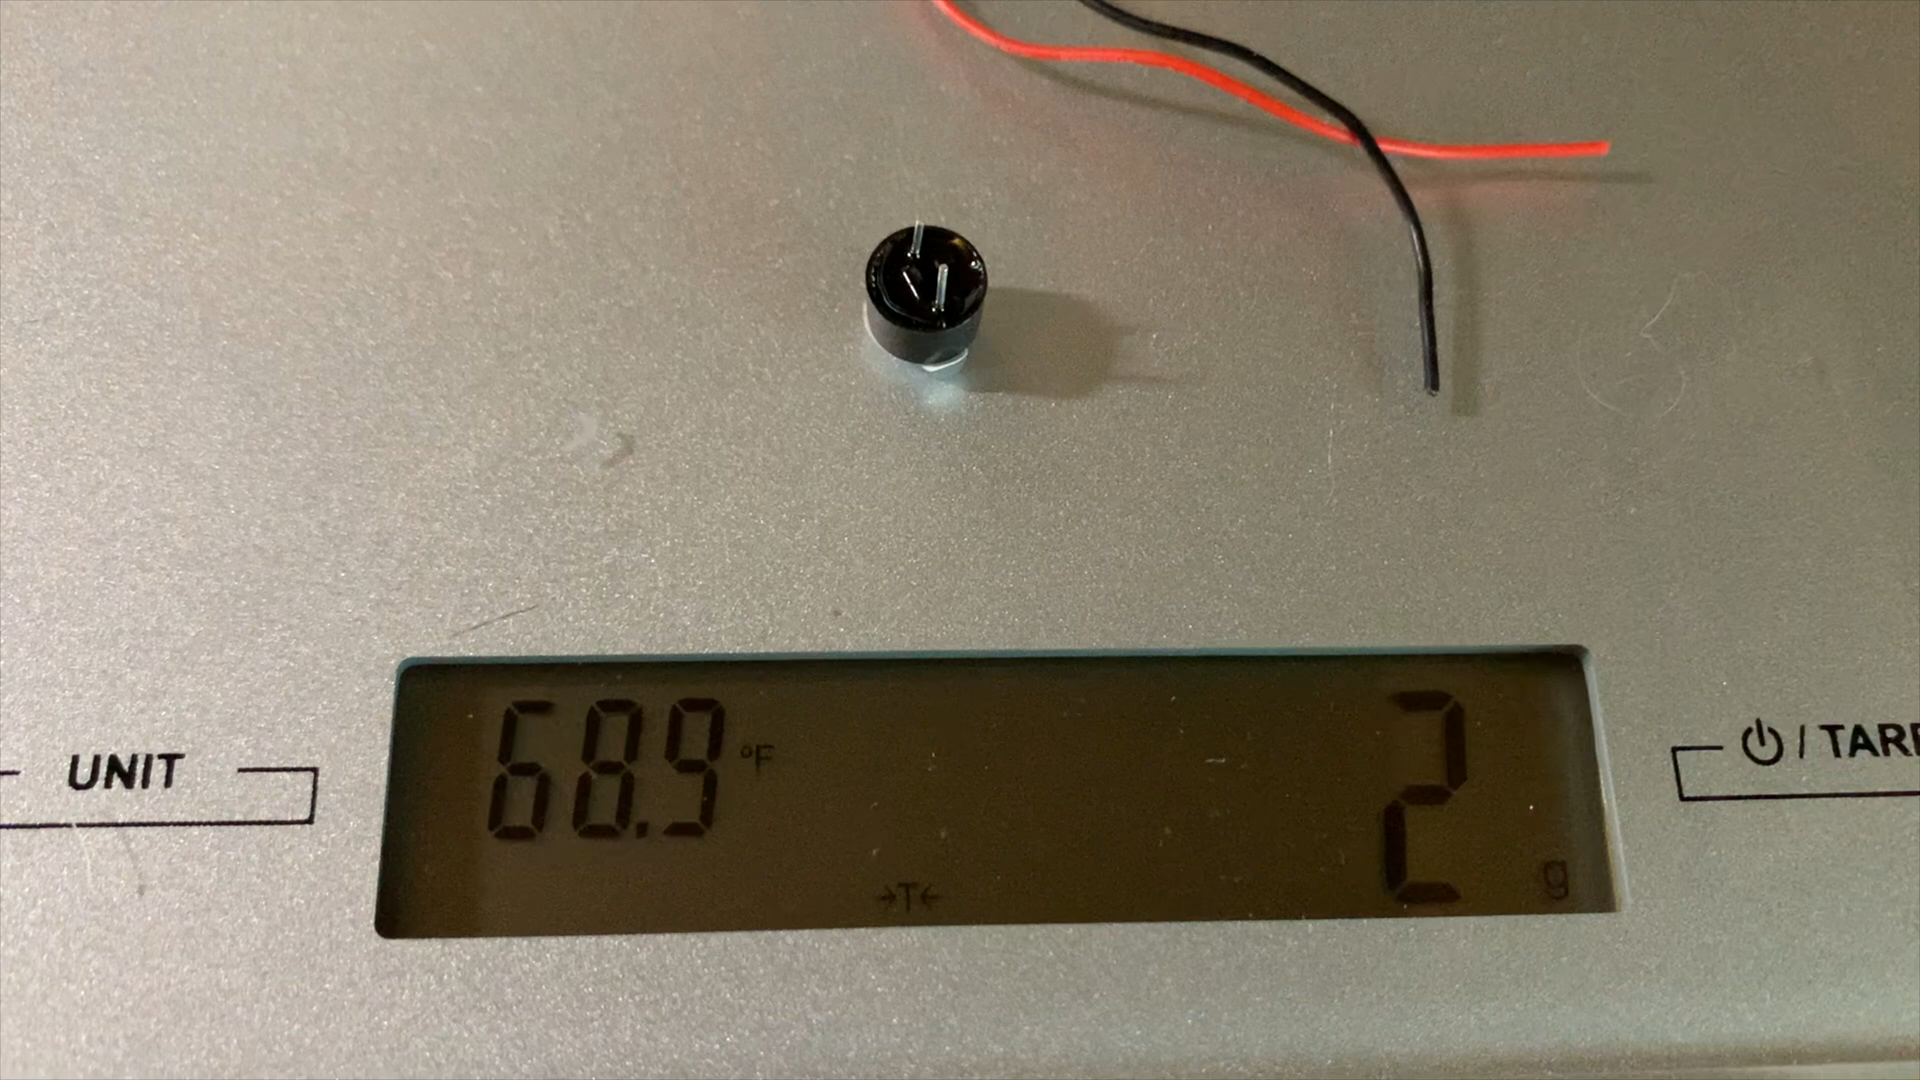 68.9 °F
2 g
UNIT
⏻ / TARE
→T←